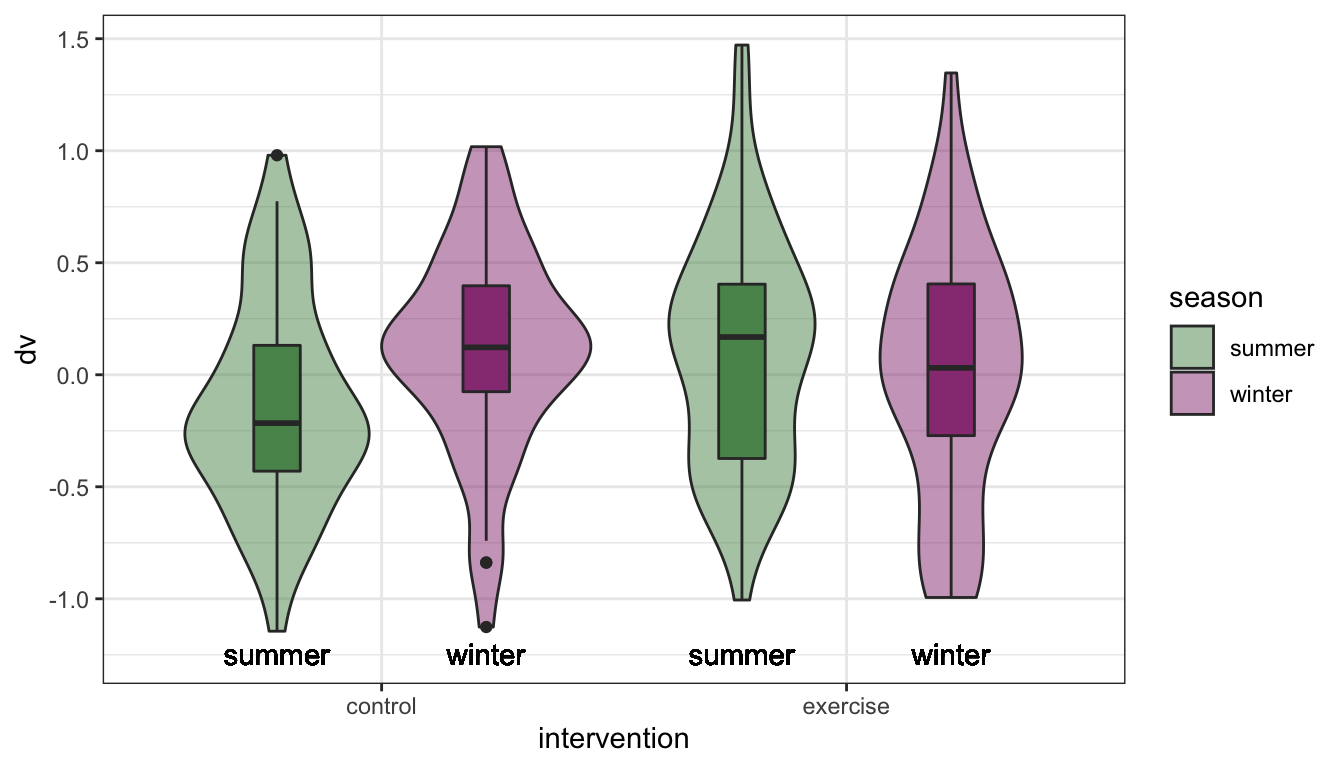 1.5
1.0
0.5
0.0
-0.5
-1.0
dv
summer winter summer winter
control exercise
intervention
season
summer
winter